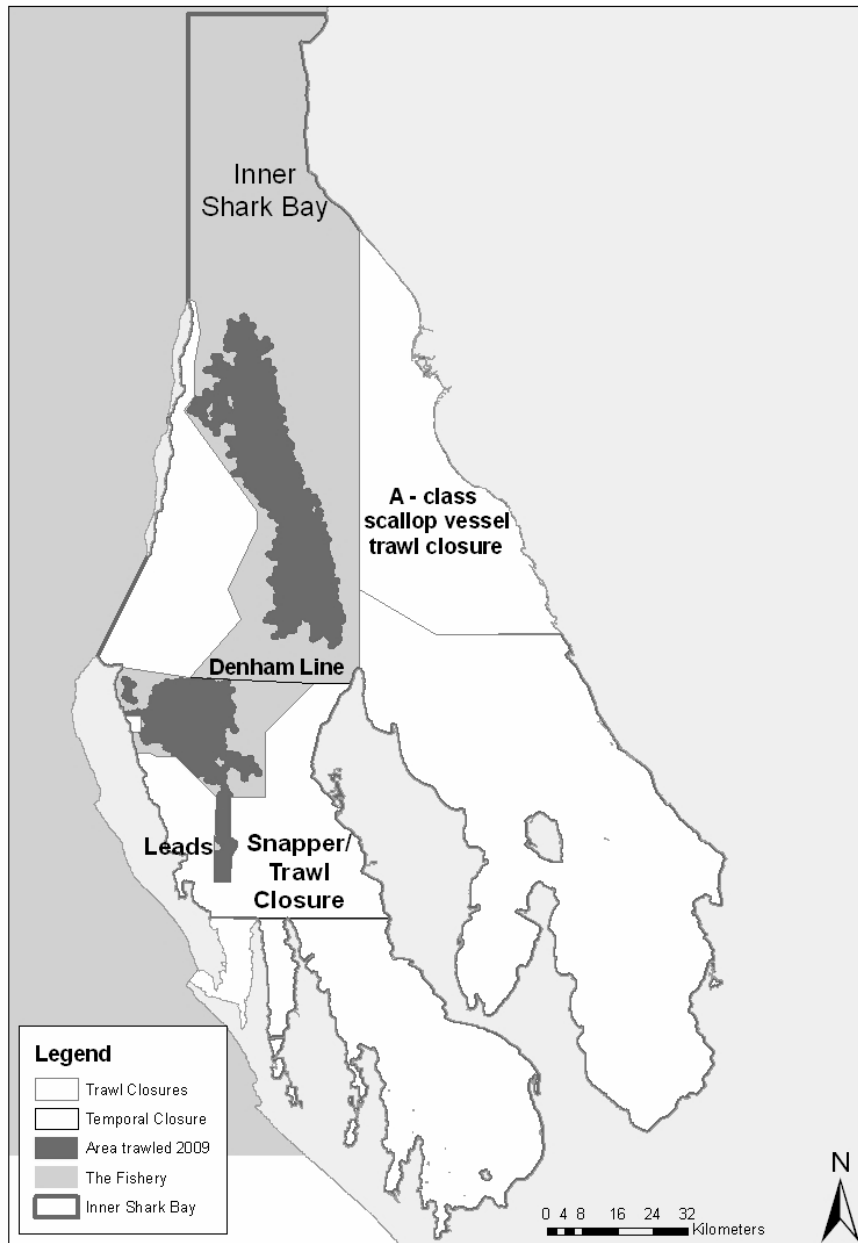 Inner
Shark Bay
A - class
scallop vessel
trawl closure
Denham Line
Leads
Snapper/
Trawl
Closure
Legend
Trawl Closures
Temporal Closure
Area trawled 2009
The Fishery
Inner Shark Bay
0 4 8 16 24 32
Kilometers
N